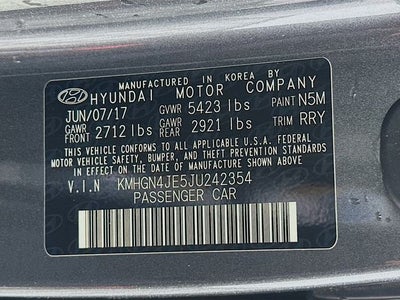 MANUFACTURED IN KOREA BY
HYUNDAI MOTOR COMPANY
JUN/07/17 GVWR 5423 lbs PAINT N5M
GAWR FRONT 2712 lbs GAWR REAR 2921 lbs TRIM RRY
THIS VEHICLE CONFORMS TO ALL APPLICABLE U.S. FEDERAL
MOTOR VEHICLE SAFETY, BUMPER, AND THEFT PREVENTION STANDARDS
IN EFFECT ON THE DATE OF MANUFACTURE SHOWN ABOVE.
V.I.N KMHGN4JE5JU242354
PASSENGER CAR